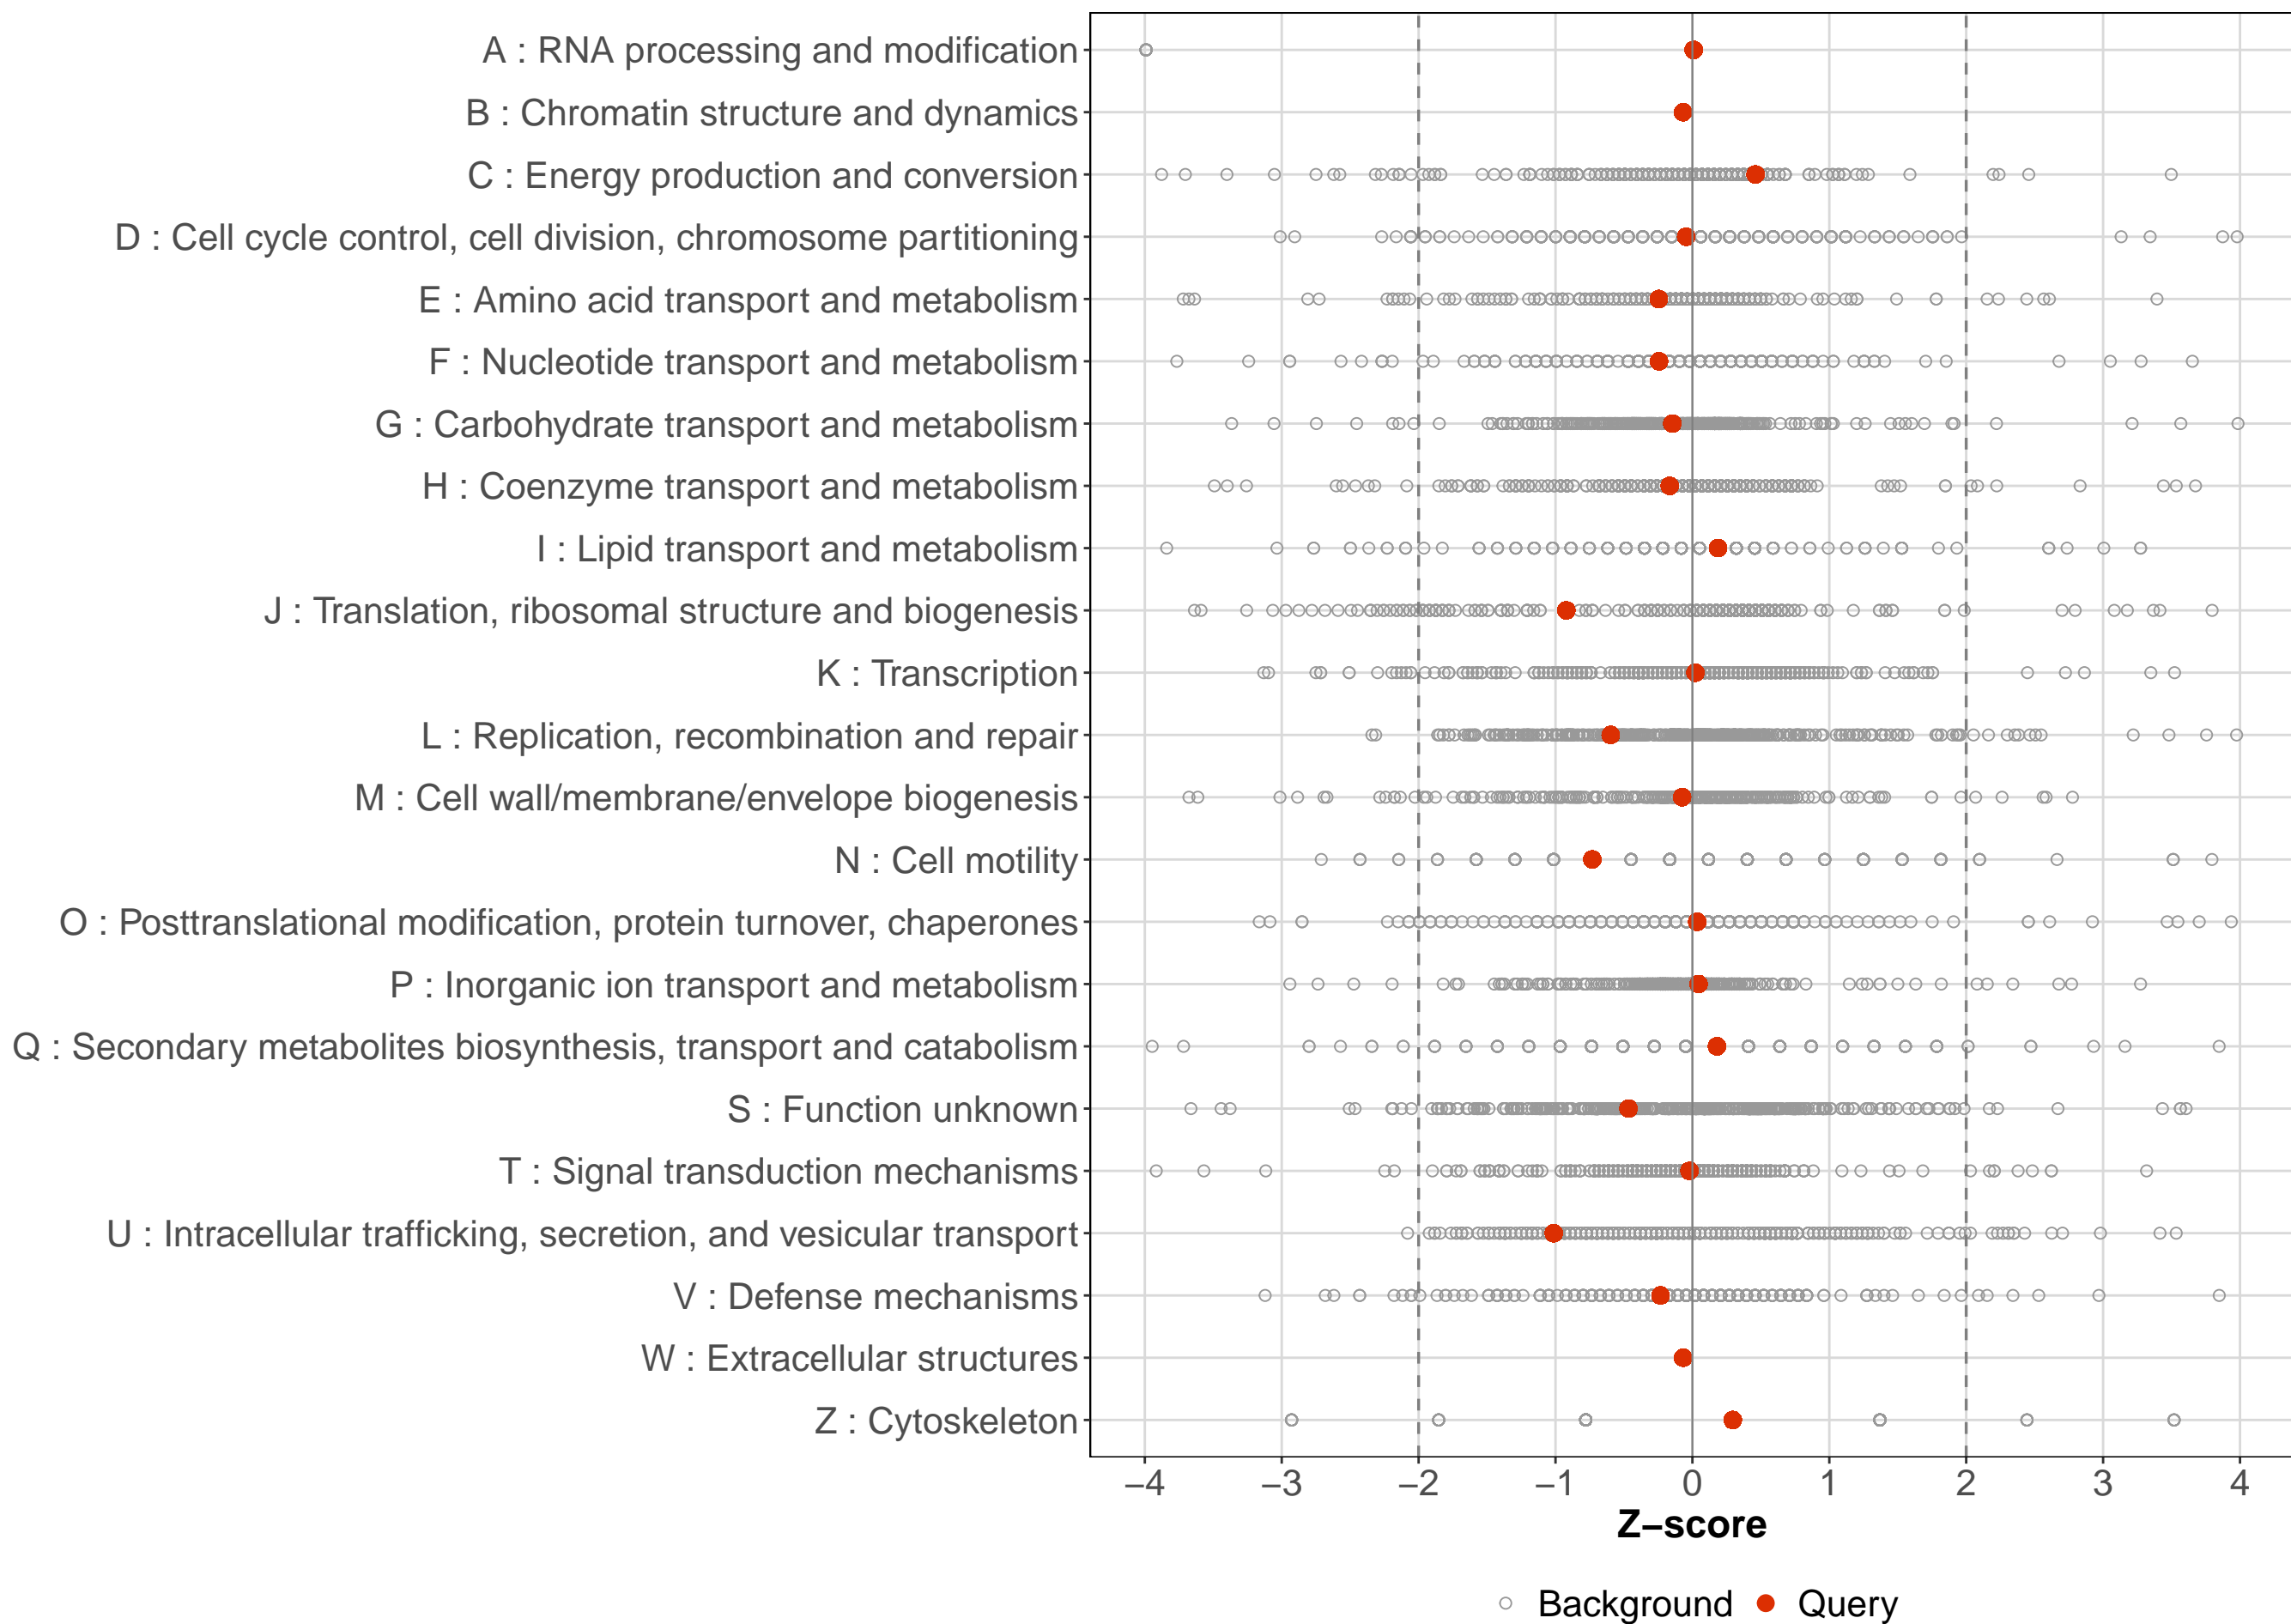 A : RNA processing and modification
B : Chromatin structure and dynamics
C : Energy production and conversion
D : Cell cycle control, cell division, chromosome partitioning
E : Amino acid transport and metabolism
F : Nucleotide transport and metabolism
G : Carbohydrate transport and metabolism
H : Coenzyme transport and metabolism
I : Lipid transport and metabolism
J : Translation, ribosomal structure and biogenesis
K : Transcription
L : Replication, recombination and repair
M : Cell wall/membrane/envelope biogenesis
N : Cell motility
O : Posttranslational modification, protein turnover, chaperones
P : Inorganic ion transport and metabolism
Q : Secondary metabolites biosynthesis, transport and catabolism
S : Function unknown
T : Signal transduction mechanisms
U : Intracellular trafficking, secretion, and vesicular transport
V : Defense mechanisms
W : Extracellular structures
Z : Cytoskeleton
−4 −3 −2 −1 0 1 2 3 4
Z−score
Background Query